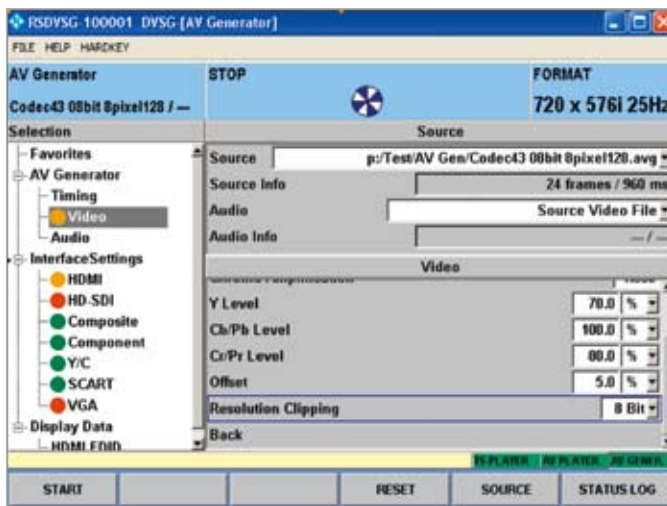 RSDVSG-100001 DVSG-[AV Generator]
FILE HELP HARDKEY
AV Generator
STOP
FORMAT
Codec43 08bit 8pixel128 / ---
720 x 576i 25Hz
Selection
Source
Favorites
AV Generator
Timing
Video
Audio
InterfaceSettings
HDMI
HD-SDI
Composite
Component
Y/C
SCART
VGA
Display Data
HDMI EDID
Source
p:/Test/AV Gen/Codec43 08bit 8pixel128.avg
Source Info
24 frames / 960 ms
Audio
Source Video File
Audio Info
--- / ---
Video
Y Level
70.0 %
Cb/Pb Level
100.0 %
Cr/Pr Level
80.0 %
Offset
5.0 %
Resolution Clipping
8 Bit
Back
TS PLAYER AV PLAYER AV GENER.
START
RESET
SOURCE
STATUS LOG